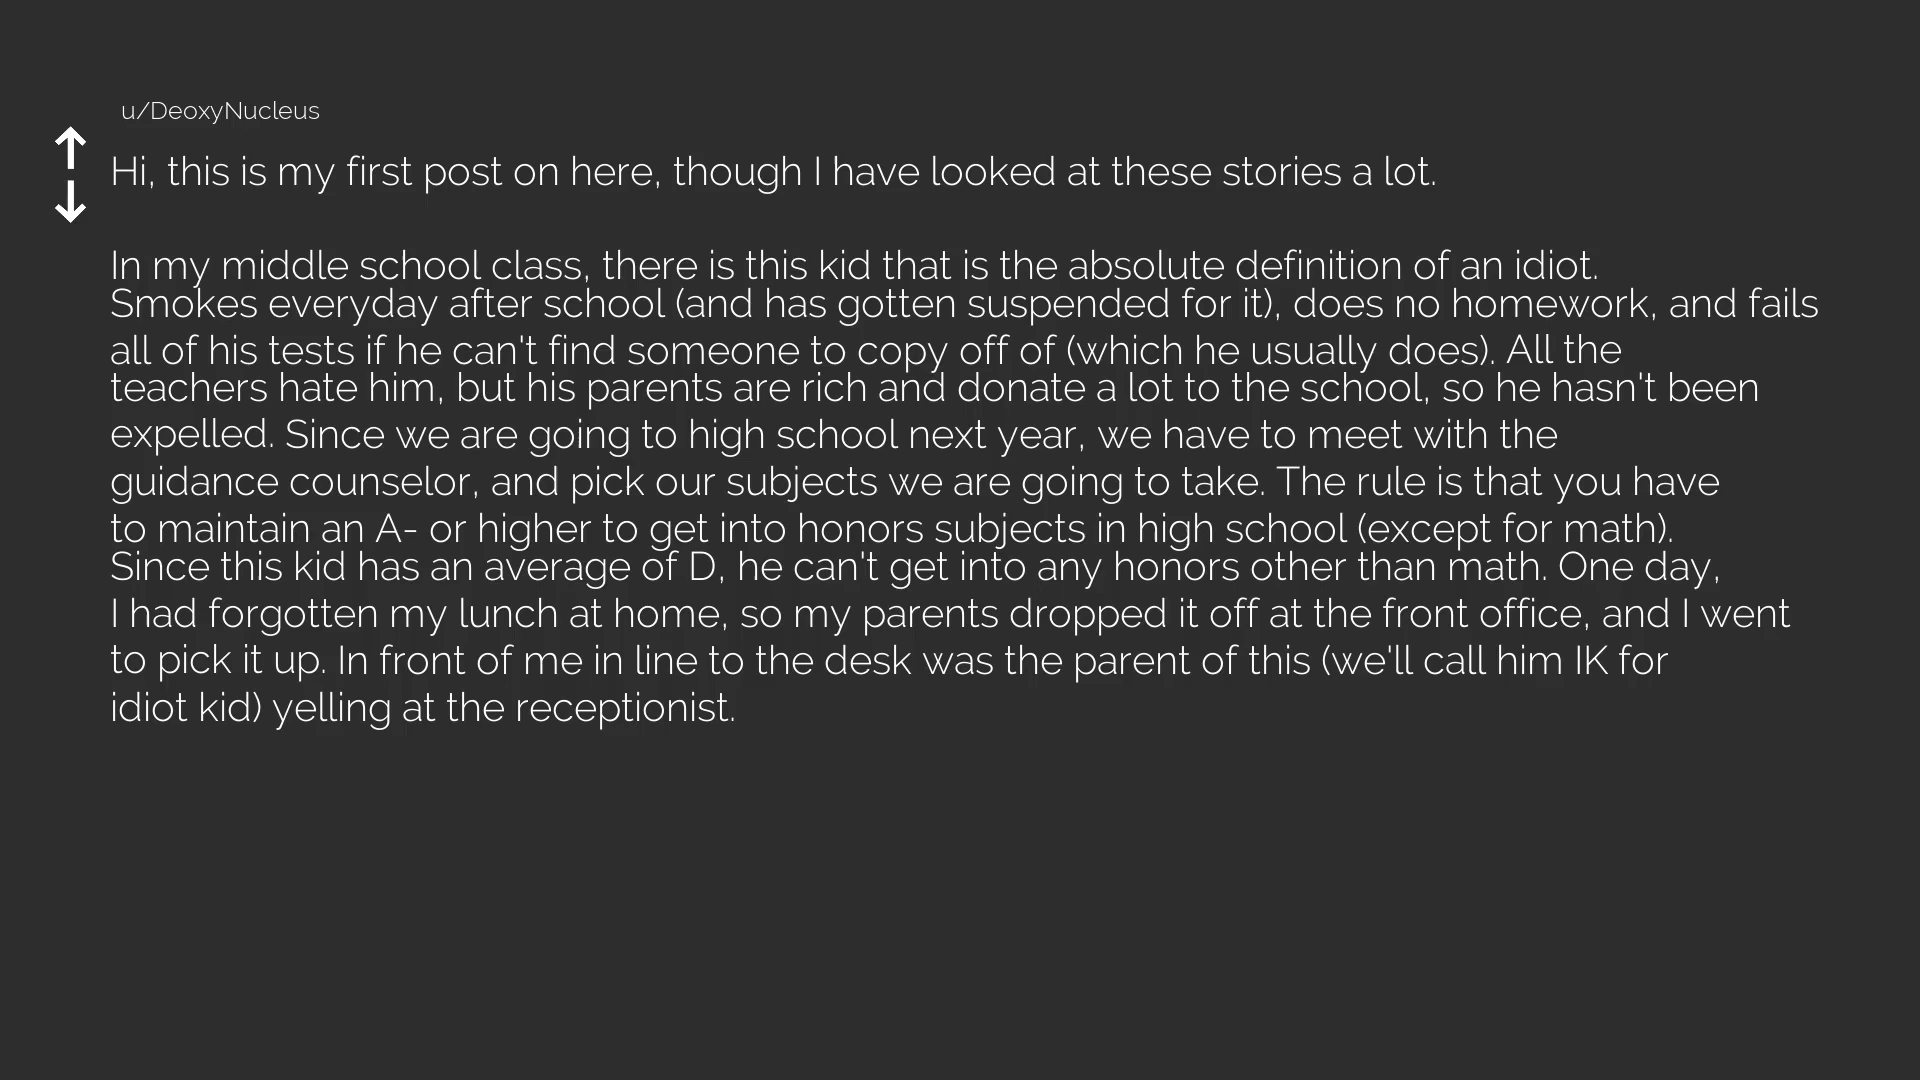 u/DeoxyNucleus
Hi, this is my first post on here, though I have looked at these stories a lot.
In my middle school class, there is this kid that is the absolute definition of an idiot.
Smokes everyday after school (and has gotten suspended for it), does no homework, and fails
all of his tests if he can't find someone to copy off of (which he usually does). All the
teachers hate him, but his parents are rich and donate a lot to the school, so he hasn't been
expelled. Since we are going to high school next year, we have to meet with the
guidance counselor, and pick our subjects we are going to take. The rule is that you have
to maintain an A- or higher to get into honors subjects in high school (except for math).
Since this kid has an average of D, he can't get into any honors other than math. One day,
I had forgotten my lunch at home, so my parents dropped it off at the front office, and I went
to pick it up. In front of me in line to the desk was the parent of this (we'll call him IK for
idiot kid) yelling at the receptionist.